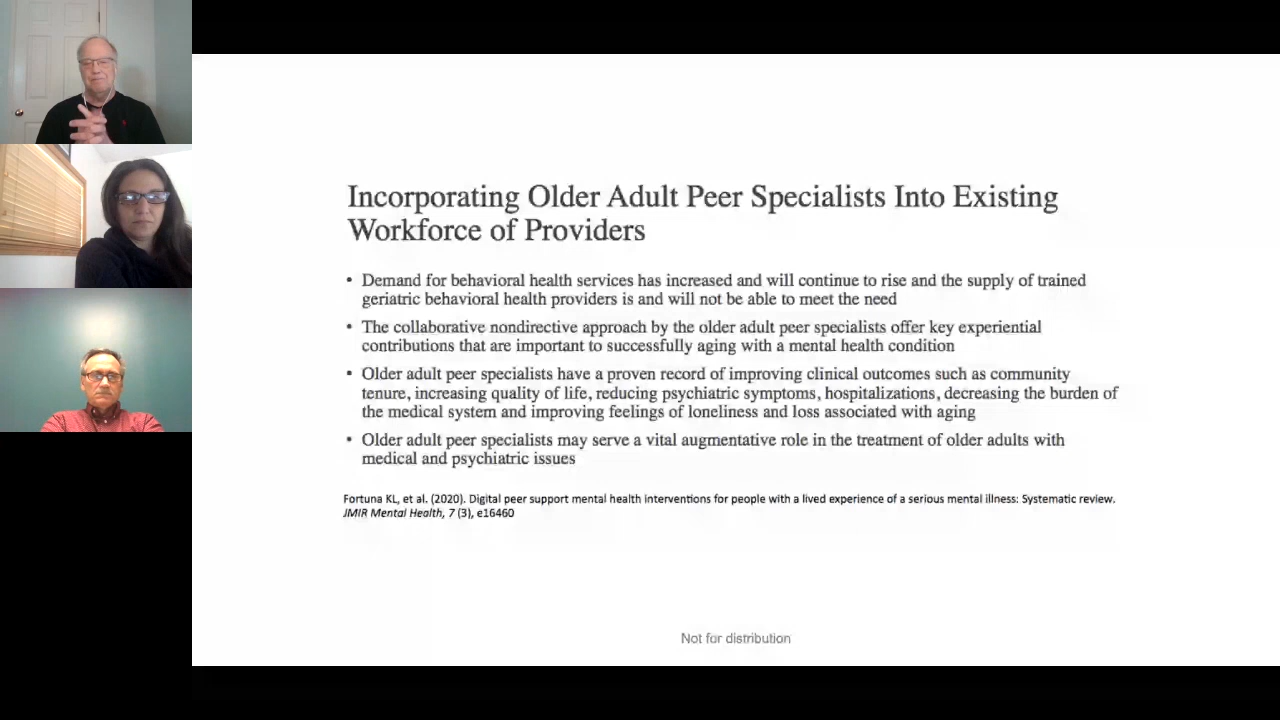 Incorporating Older Adult Peer Specialists Into Existing
Workforce of Providers
• Demand for behavioral health services has increased and will continue to rise and the supply of trained
geriatric behavioral health providers is and will not be able to meet the need
• The collaborative nondirective approach by the older adult peer specialists offer key experiential
contributions that are important to successfully aging with a mental health condition
• Older adult peer specialists have a proven record of improving clinical outcomes such as community
tenure, increasing quality of life, reducing psychiatric symptoms, hospitalizations, decreasing the burden of
the medical system and improving feelings of loneliness and loss associated with aging
• Older adult peer specialists may serve a vital augmentative role in the treatment of older adults with
medical and psychiatric issues
Fortuna KL, et al. (2020). Digital peer support mental health interventions for people with a lived experience of a serious mental illness: Systematic review.
JMIR Mental Health, 7 (3), e16460
Not for distribution